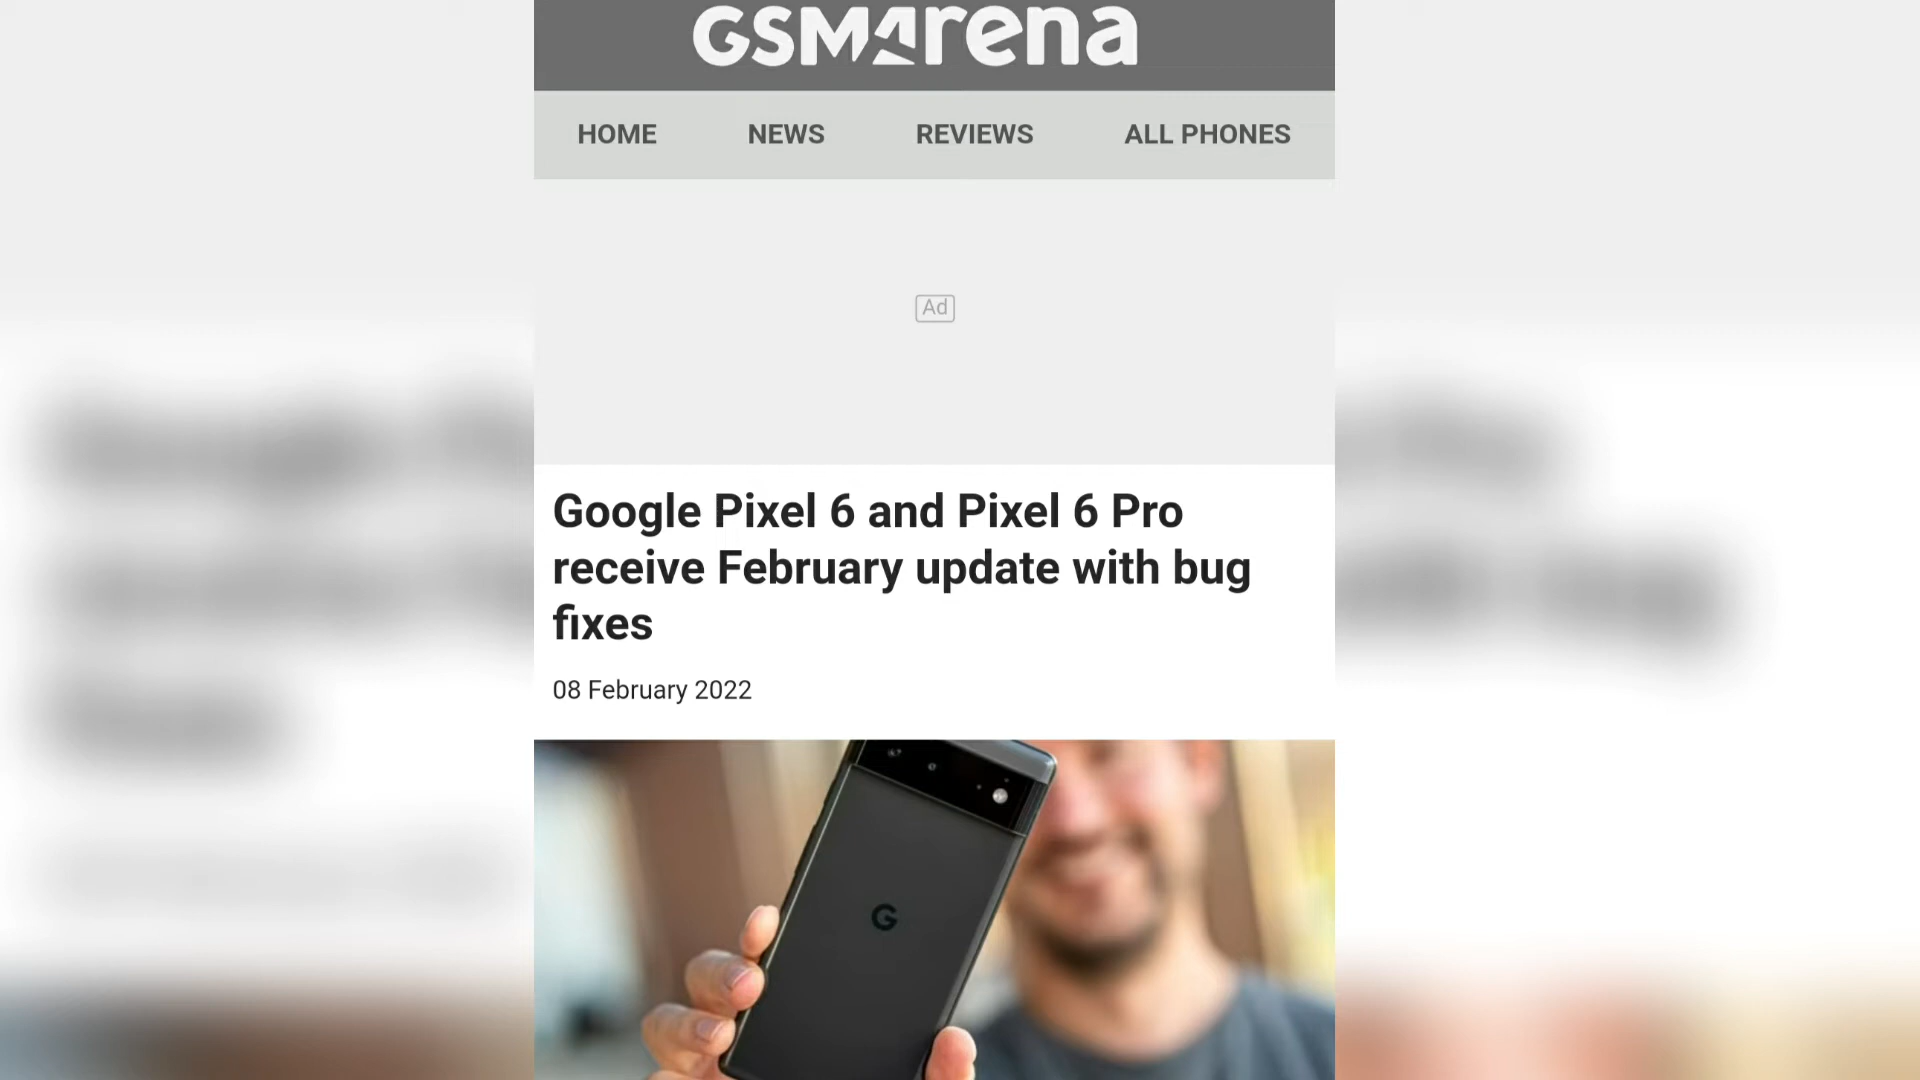 GSMArena
HOME NEWS REVIEWS ALL PHONES
Ad
Google Pixel 6 and Pixel 6 Pro
receive February update with bug
fixes
08 February 2022
G